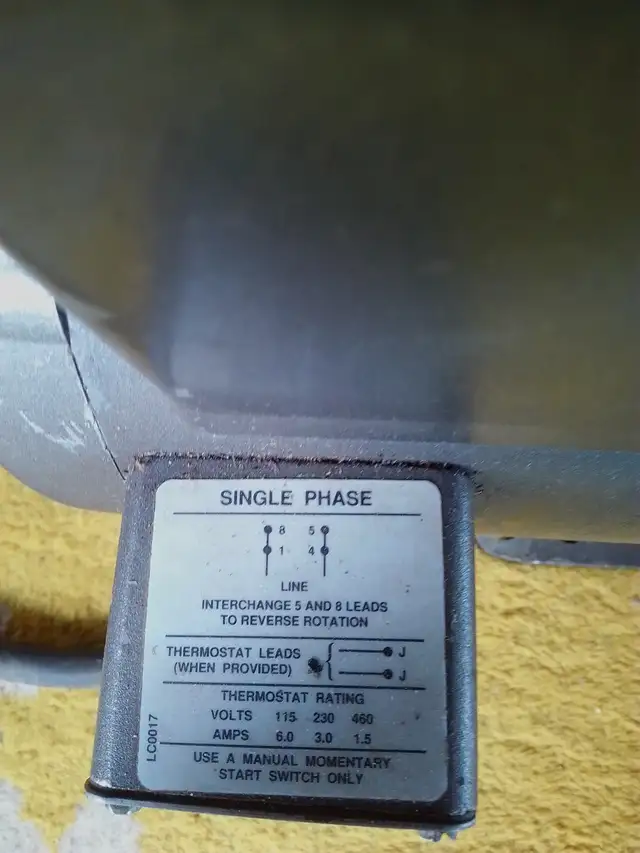 SINGLE PHASE
8 5
1 4
LINE
INTERCHANGE 5 AND 8 LEADS
TO REVERSE ROTATION
THERMOSTAT LEADS J
(WHEN PROVIDED) J
THERMOSTAT RATING
VOLTS 115 230 460
AMPS 6.0 3.0 1.5
LC0017
USE A MANUAL MOMENTARY
START SWITCH ONLY